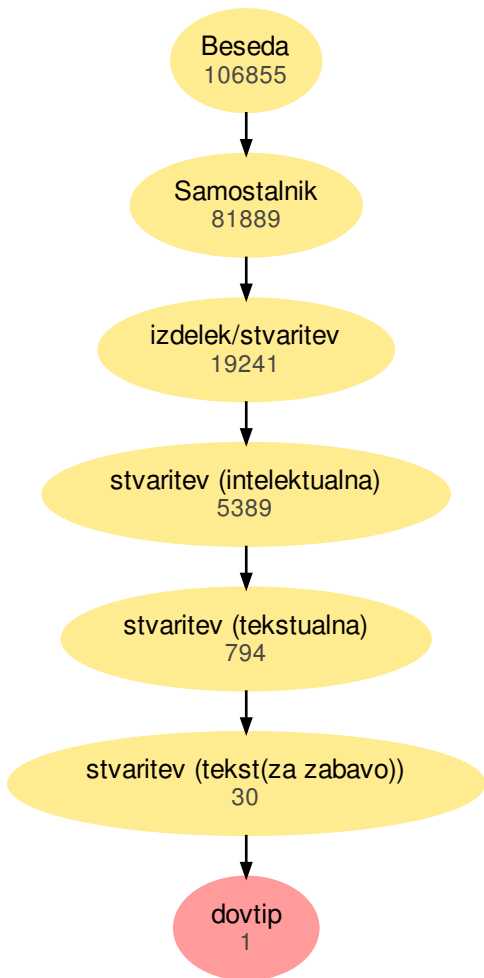 Beseda
106855
Samostalnik
81889
izdelek/stvaritev
19241
stvaritev (intelektualna)
5389
stvaritev (tekstualna)
794
stvaritev (tekst(za zabavo))
30
dovtip
1